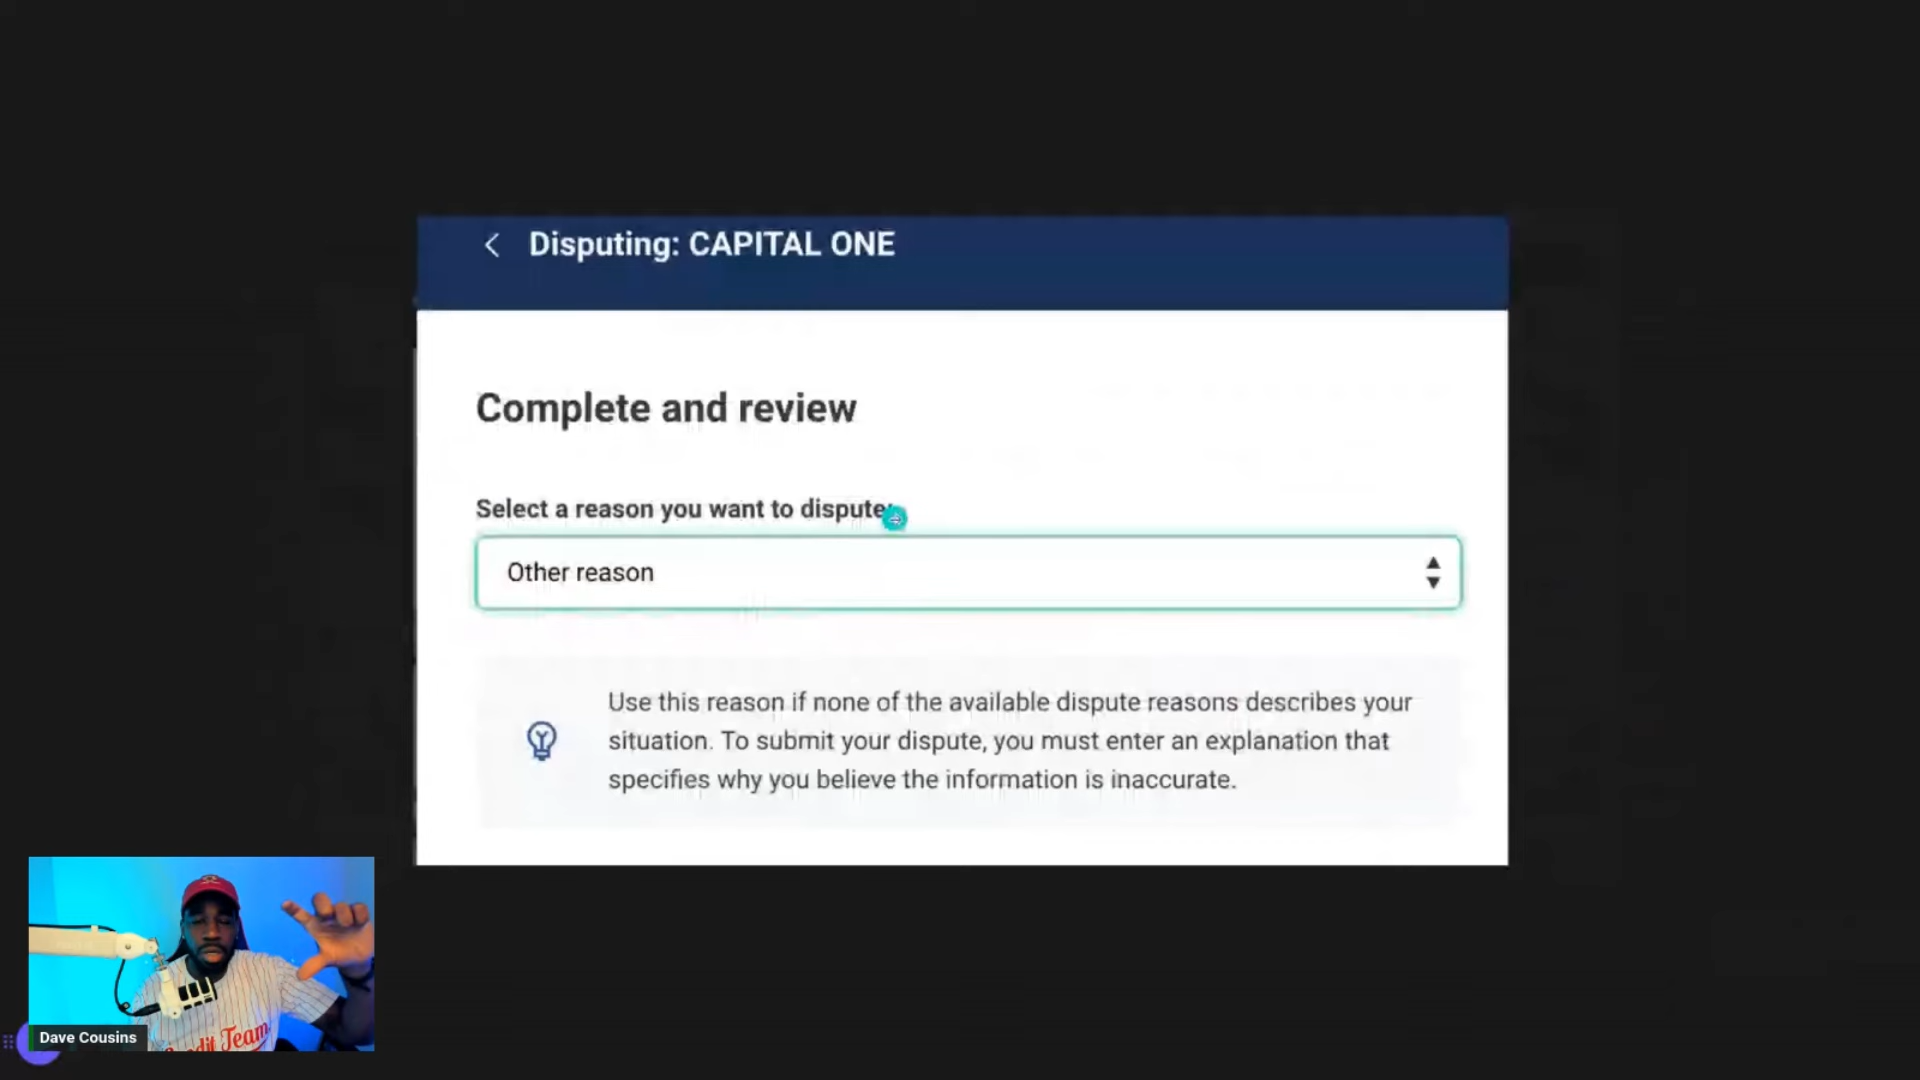 Disputing: CAPITAL ONE
Complete and review
Select a reason you want to dispute:
Other reason
Use this reason if none of the available dispute reasons describes your
situation. To submit your dispute, you must enter an explanation that
specifies why you believe the information is inaccurate.
Team
Dave Cousins